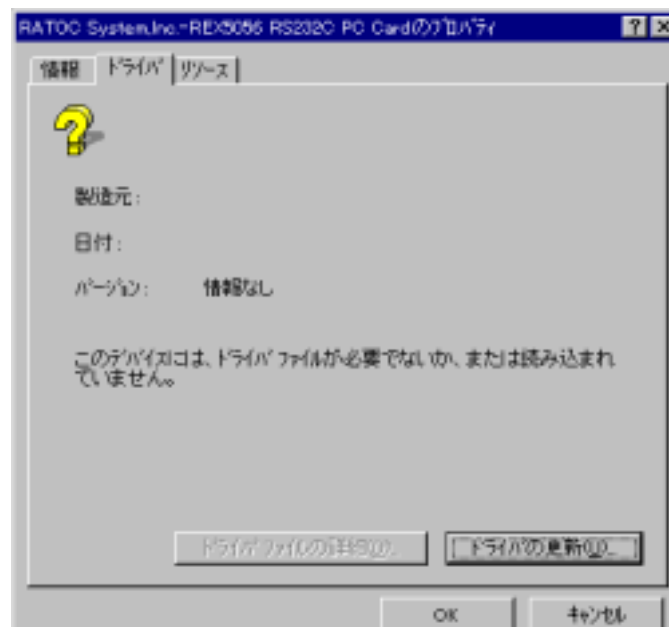 RATOC System,Inc.-REX5056 RS232C PC Cardのﾌﾟﾛﾊﾟﾃｨ
情報 ﾄﾞﾗｲﾊﾞ ﾘｿｰｽ
製造元:
日付:
ﾊﾞｰｼﾞｮﾝ: 情報なし
このﾃﾞﾊﾞｲｽには、ﾄﾞﾗｲﾊﾞ ﾌｧｲﾙが必要でないか、または読み込まれ
ていません。
ﾄﾞﾗｲﾊﾞ ﾌｧｲﾙの詳細(D)... ﾄﾞﾗｲﾊﾞの更新(U)...
OK ｷｬﾝｾﾙ